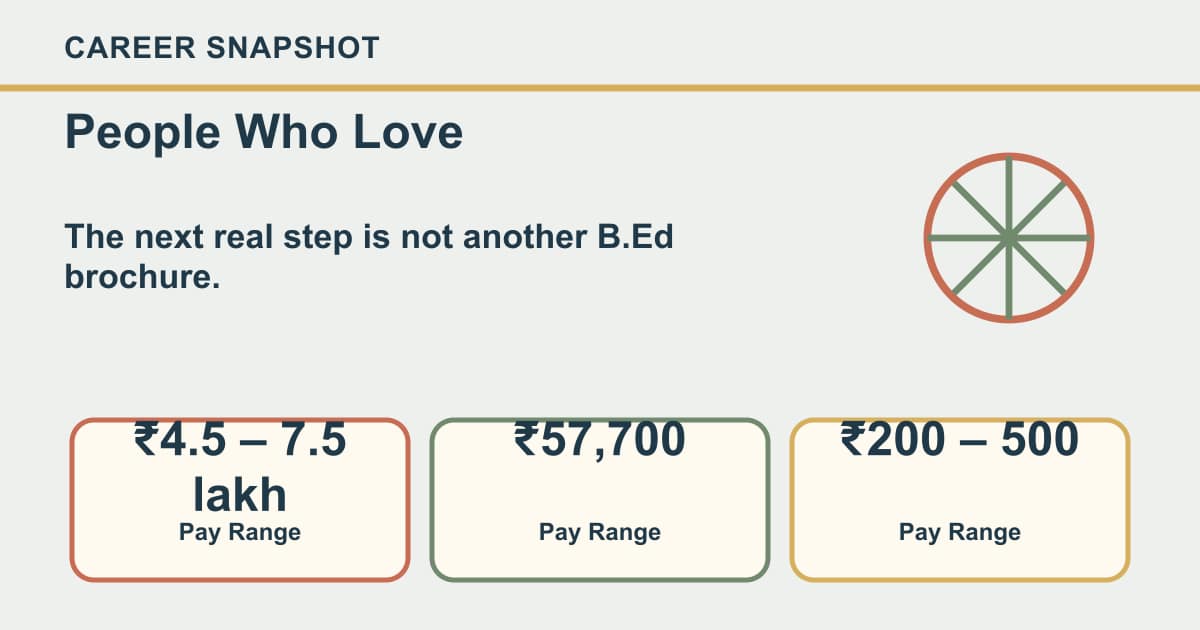 CAREER SNAPSHOT
People Who Love
The next real step is not another B.Ed
brochure.
₹4.5 – 7.5
lakh
Pay Range
₹57,700
Pay Range
₹200 – 500
Pay Range